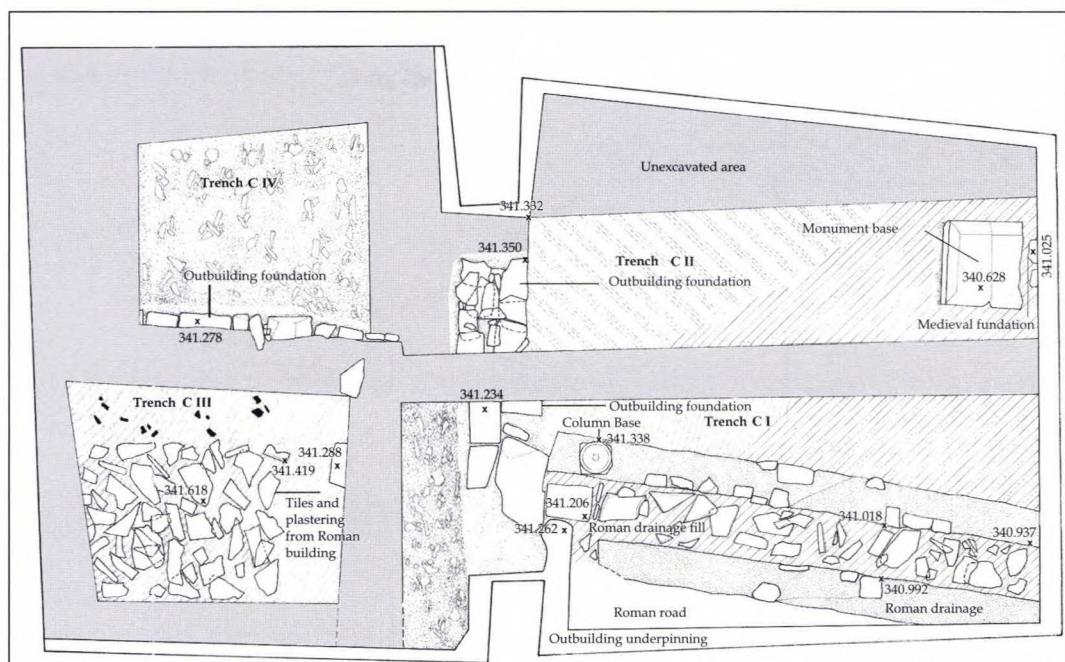 Unexcavated area
Trench C IV
341.332
Monument base
341.350
Trench C II
341.025
Outbuilding foundation
Outbuilding foundation
340.628
x
Medieval fundation
x
341.278
Trench C III
341.234
x
Outbuilding foundation
Trench C I
Column Base
x
341.338
341.288
x
341.419
341.618
x
Tiles and
plastering
from Roman
building
341.206
x
341.262 x
Roman drainage fill
341.018
x
340.937
x
x
340.992
Roman road
Roman drainage
Outbuilding underpinning